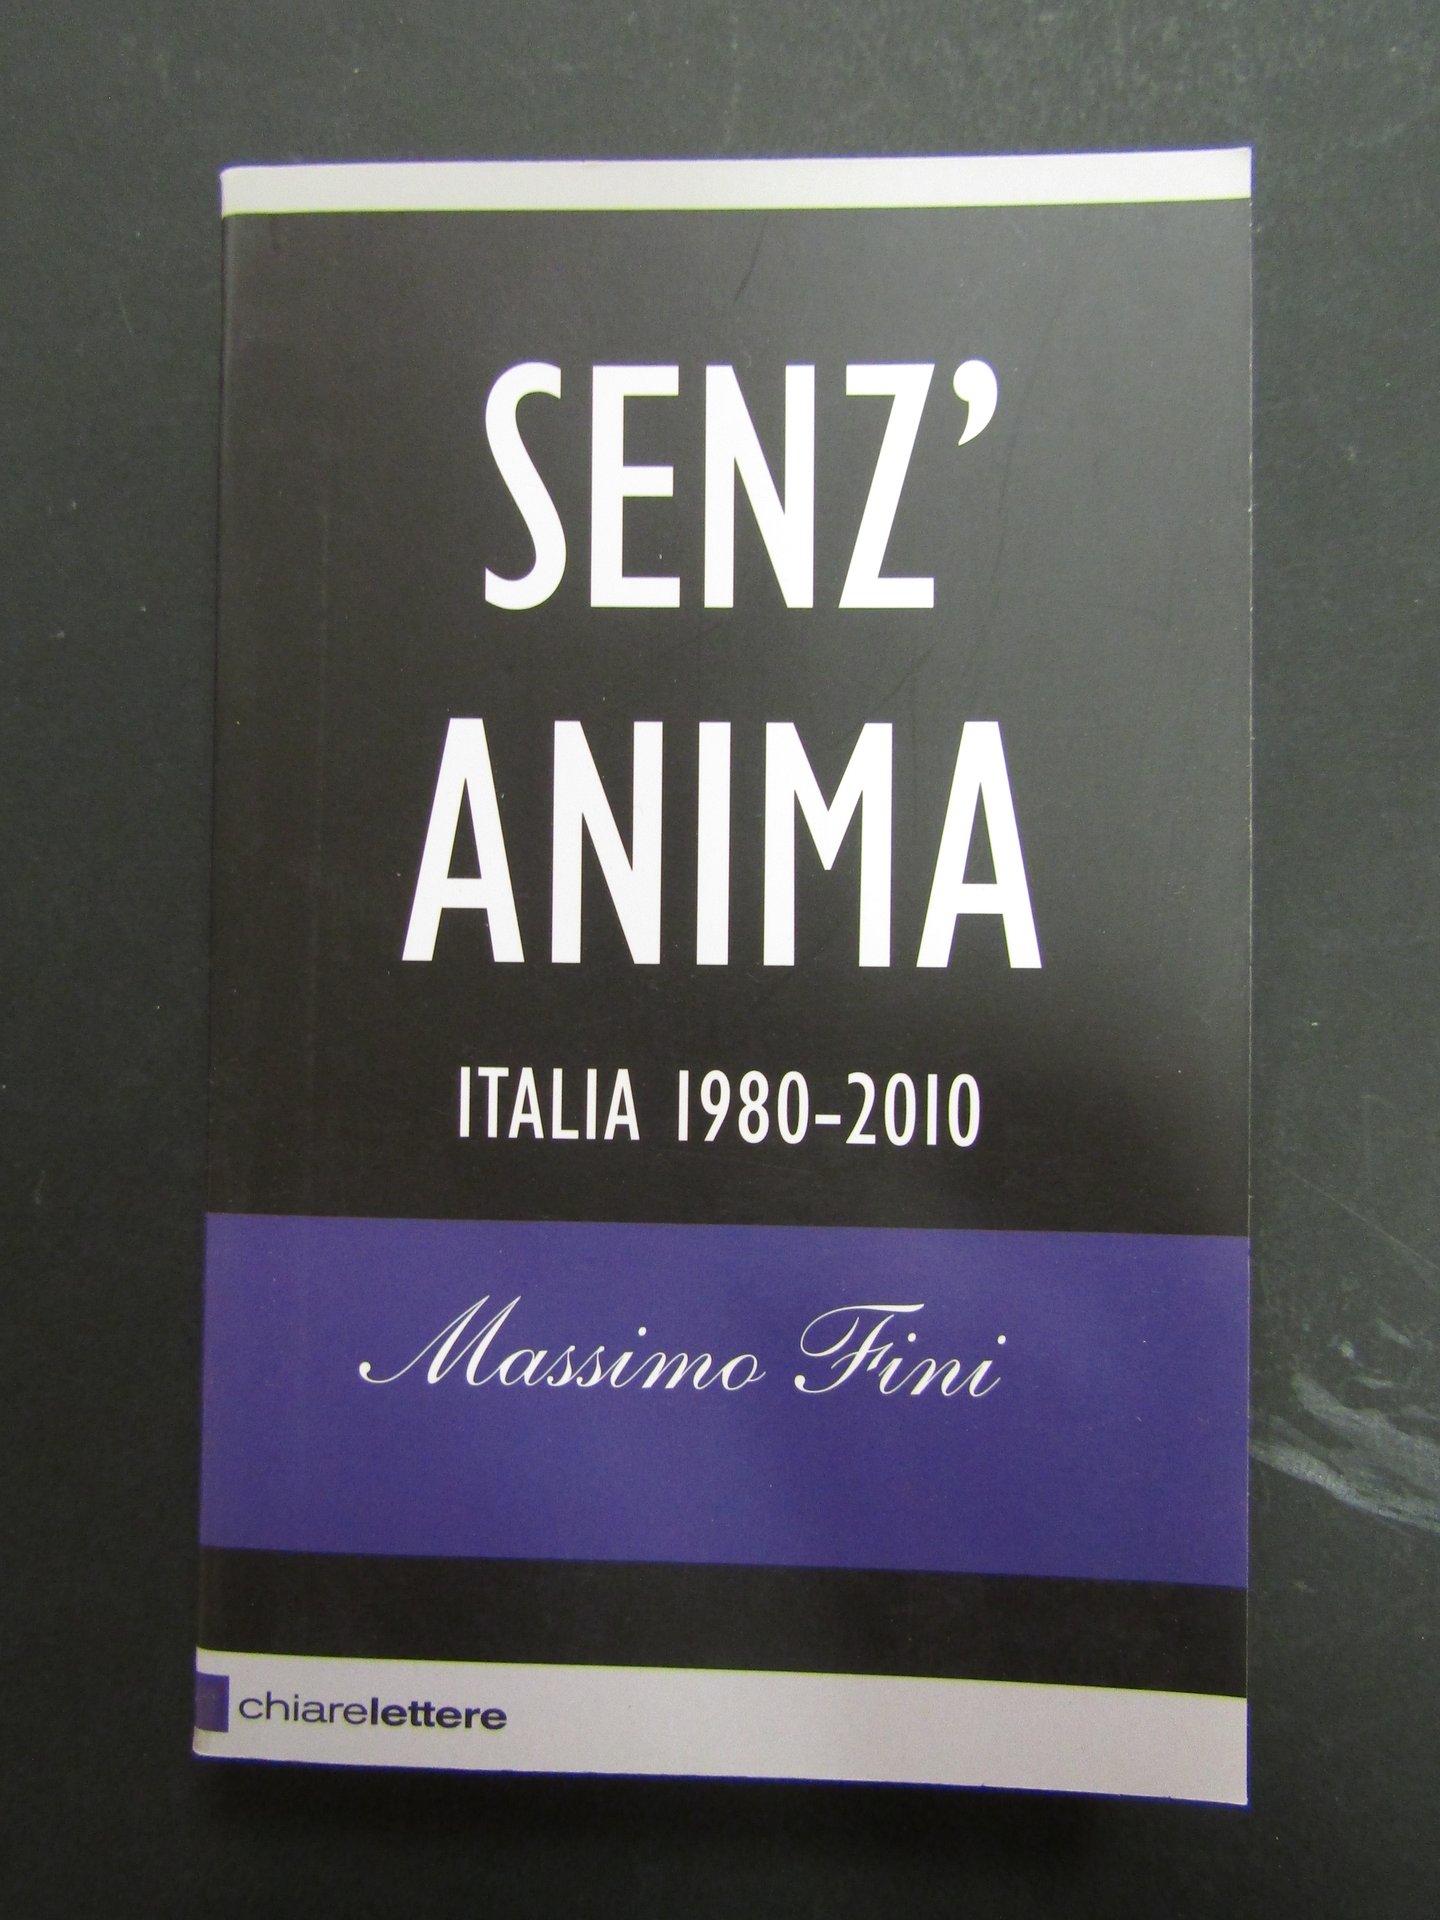 SENZ’
ANIMA
ITALIA 1980-2010
Massimo Fini
chiarelettere